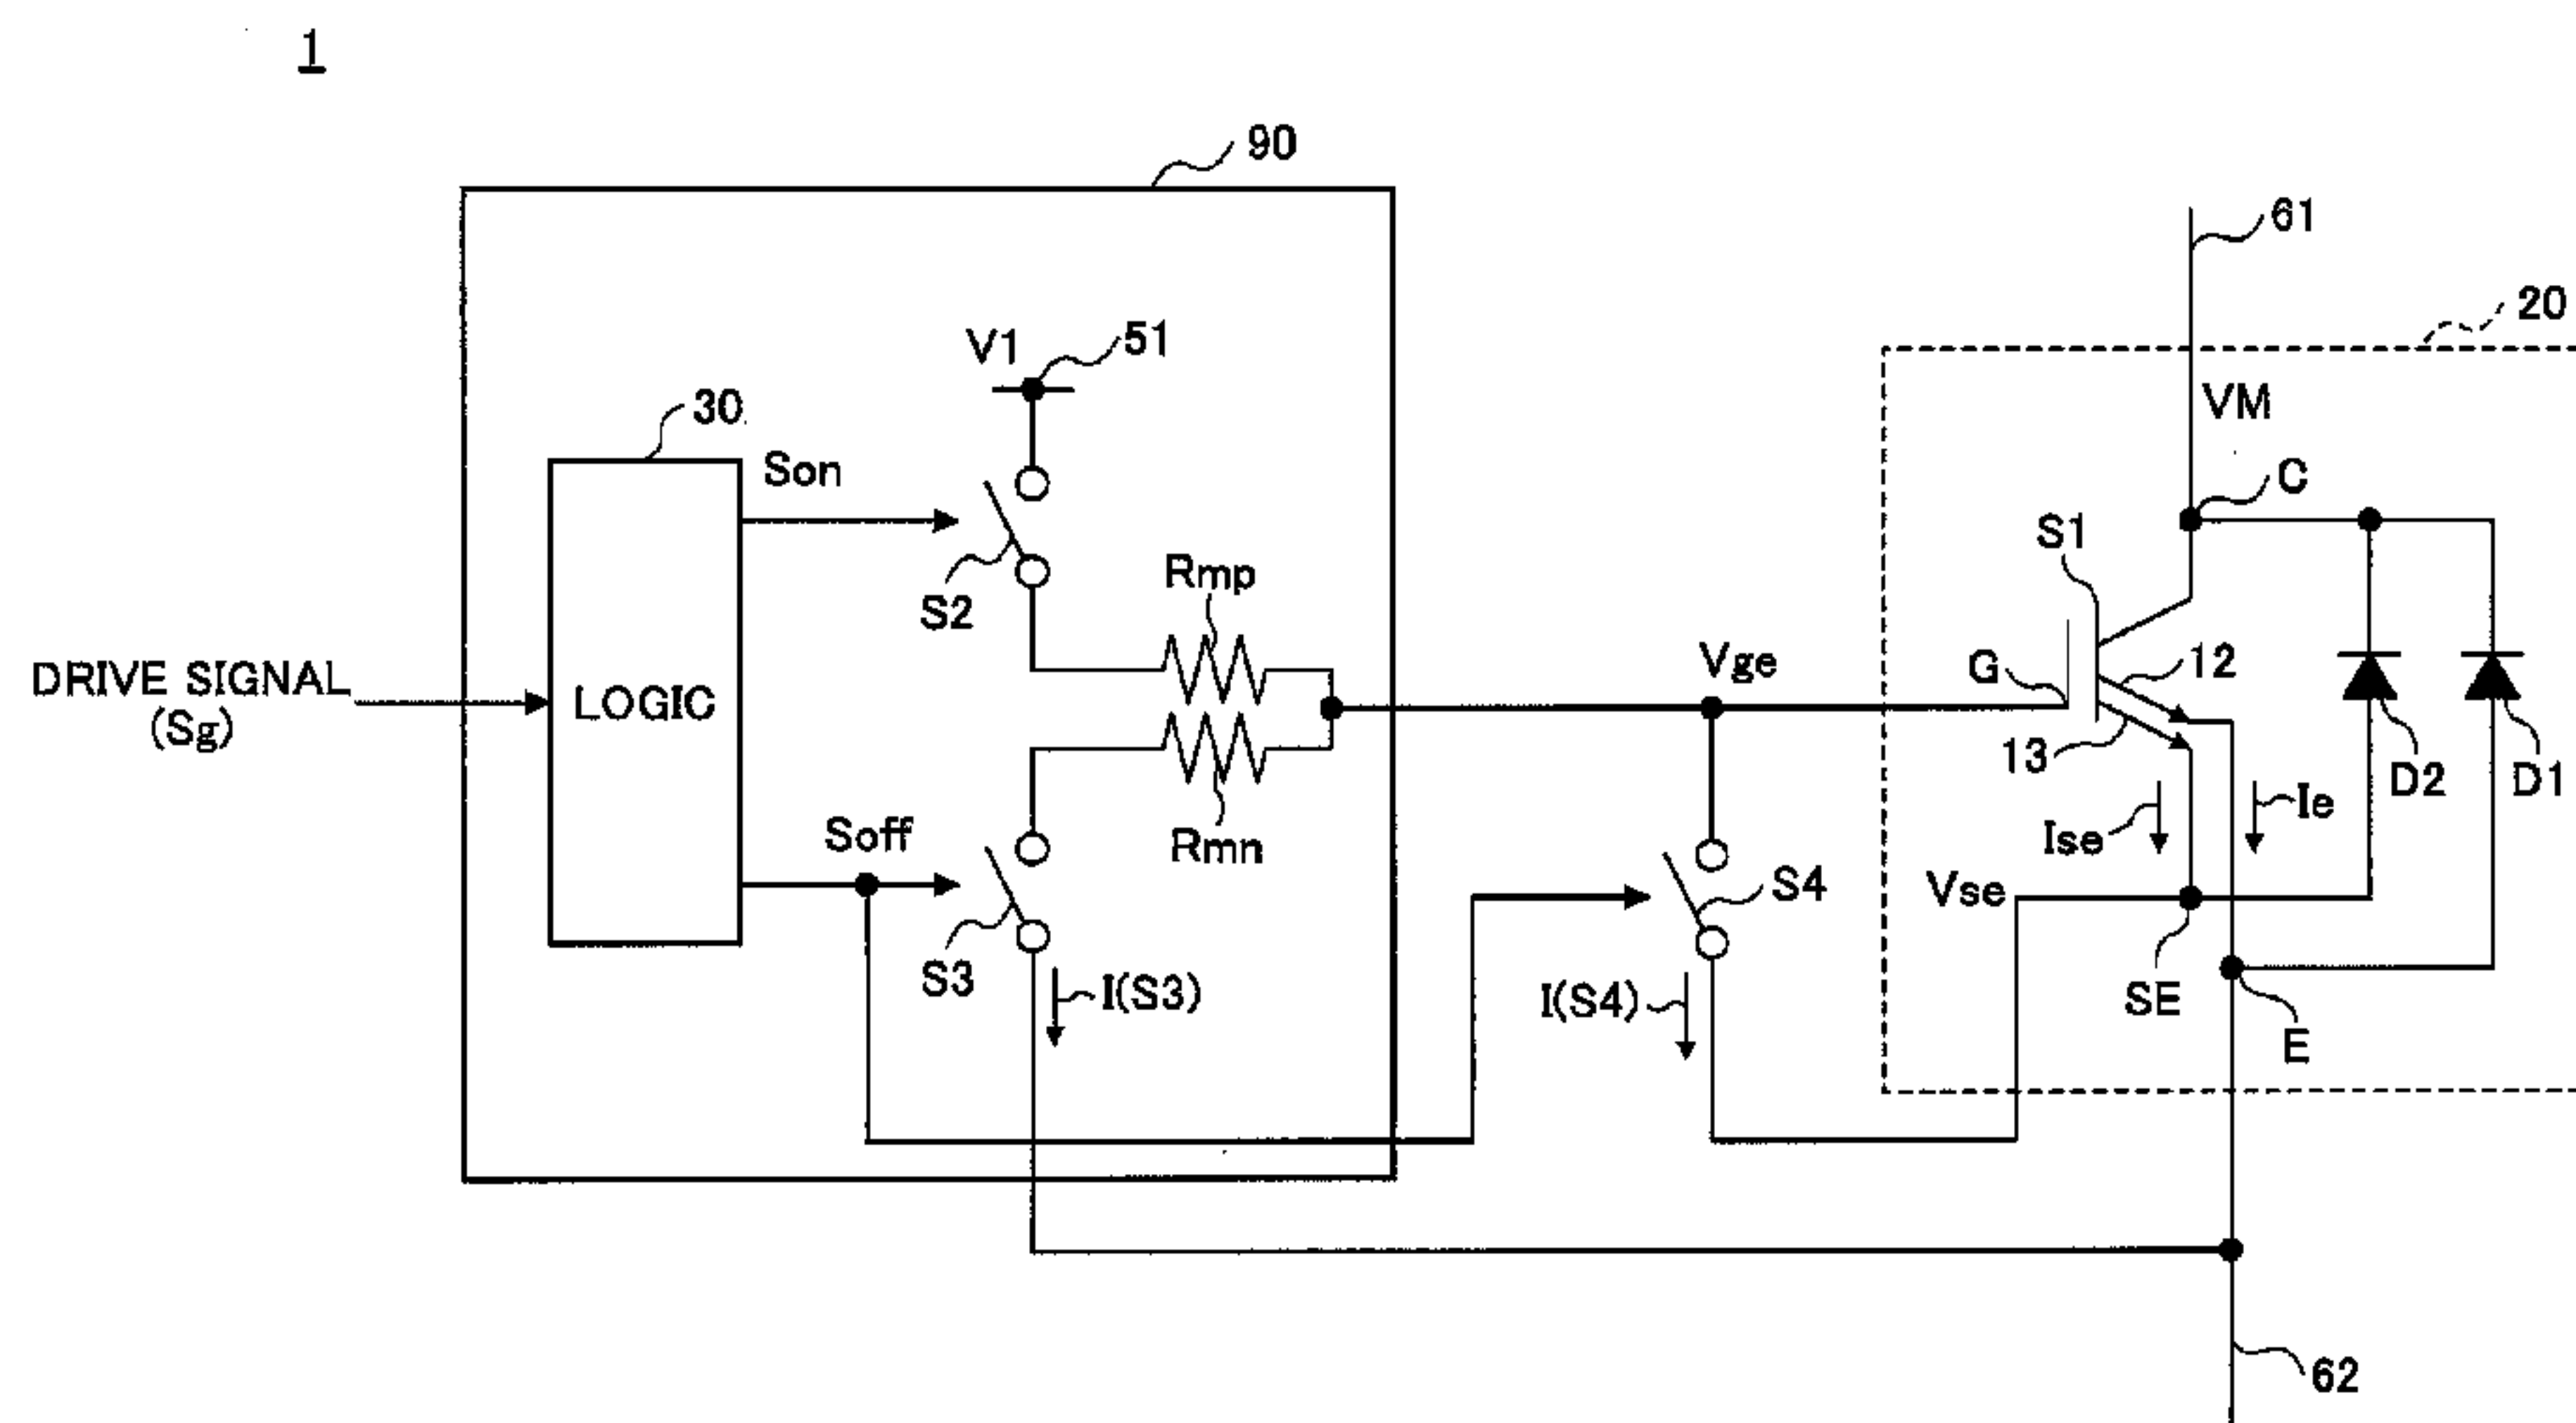 1
90
61
20
V1
51
VM
30
Son
C
S1
Rmp
S2
Vge
G
12
DRIVE SIGNAL
(Sg)
LOGIC
13
D2
D1
Soff
Rmn
Ise
Ie
S4
Vse
S3
I(S3)
I(S4)
SE
E
62